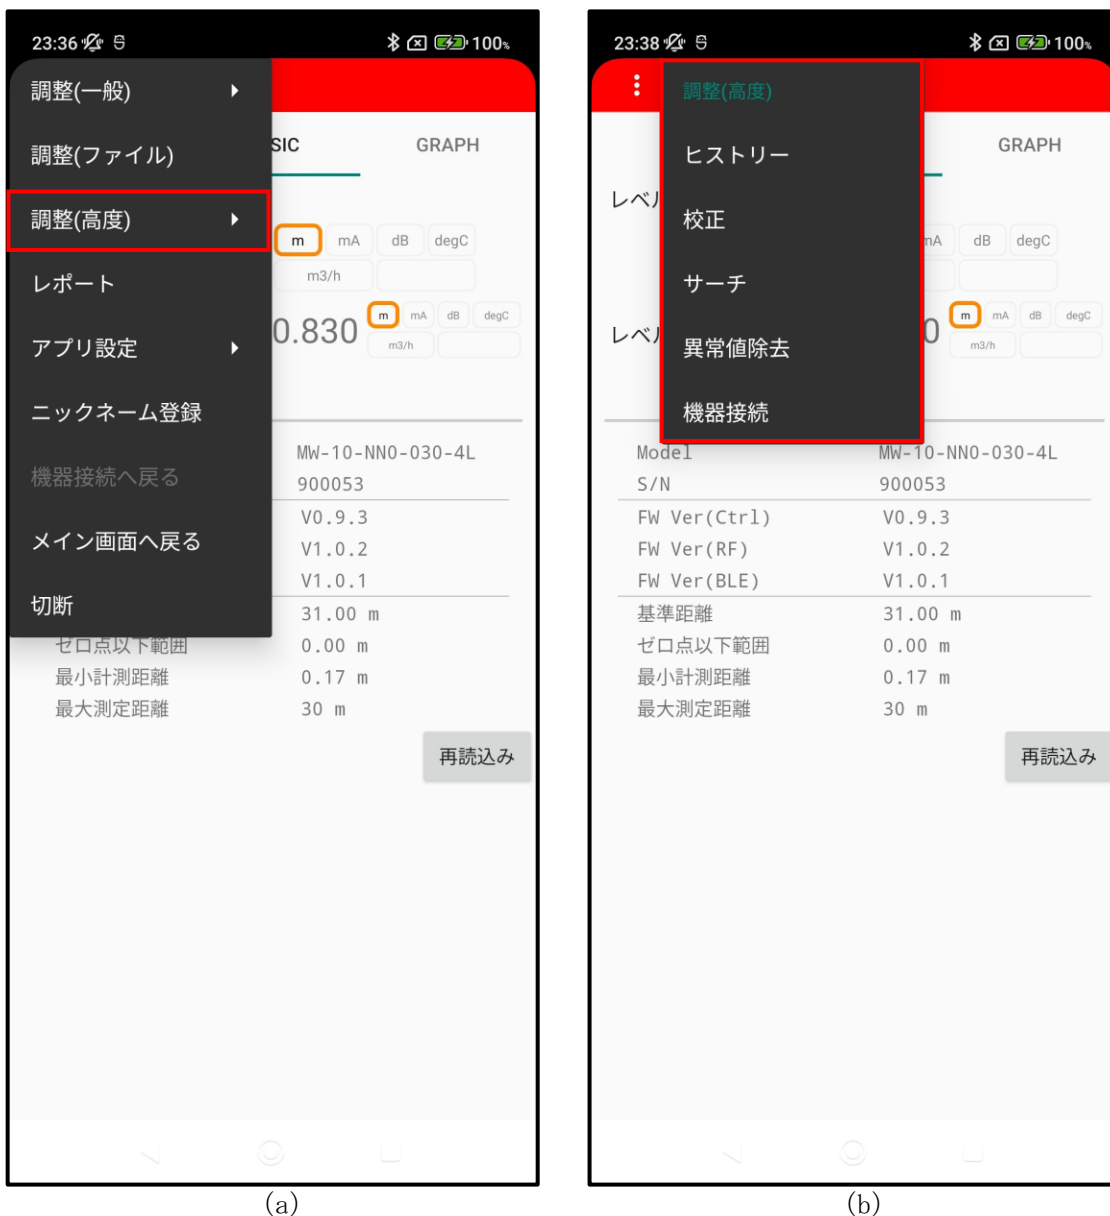 23:36 100%
調整(一般)
調整(ファイル)
調整(高度)
レポート
アプリ設定
ニックネーム登録
機器接続へ戻る
メイン画面へ戻る
切断
SIC GRAPH
m mA dB degC
m3/h
0.830 m mA dB degC
m3/h
MW-10-NN0-030-4L
900053
V0.9.3
V1.0.2
V1.0.1
31.00 m
ゼロ点以下範囲 0.00 m
最小計測距離 0.17 m
最大測定距離 30 m
再読込み
(a)
23:38 100%
調整(高度)
ヒストリー
校正
サーチ
異常値除去
機器接続
GRAPH
レベル
mA dB degC
レベル 0 m mA dB degC
m3/h
Model MW-10-NN0-030-4L
S/N 900053
FW Ver(Ctrl) V0.9.3
FW Ver(RF) V1.0.2
FW Ver(BLE) V1.0.1
基準距離 31.00 m
ゼロ点以下範囲 0.00 m
最小計測距離 0.17 m
最大測定距離 30 m
再読込み
(b)